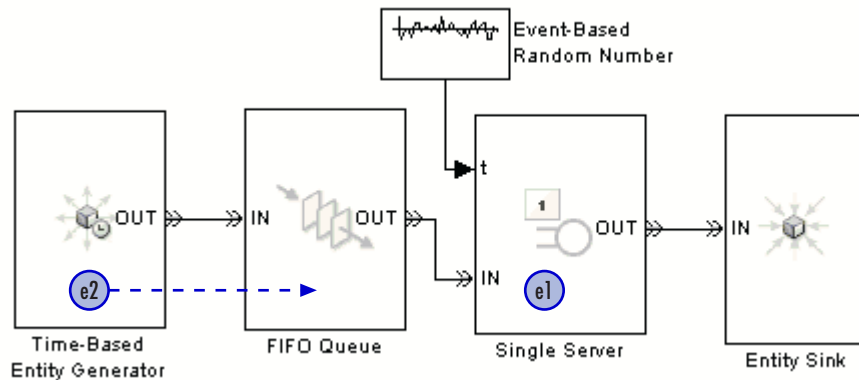 Event-Based
Random Number
OUT
IN
OUT
t
IN
1
OUT
IN
e2
e1
Time-Based
Entity Generator
FIFO Queue
Single Server
Entity Sink